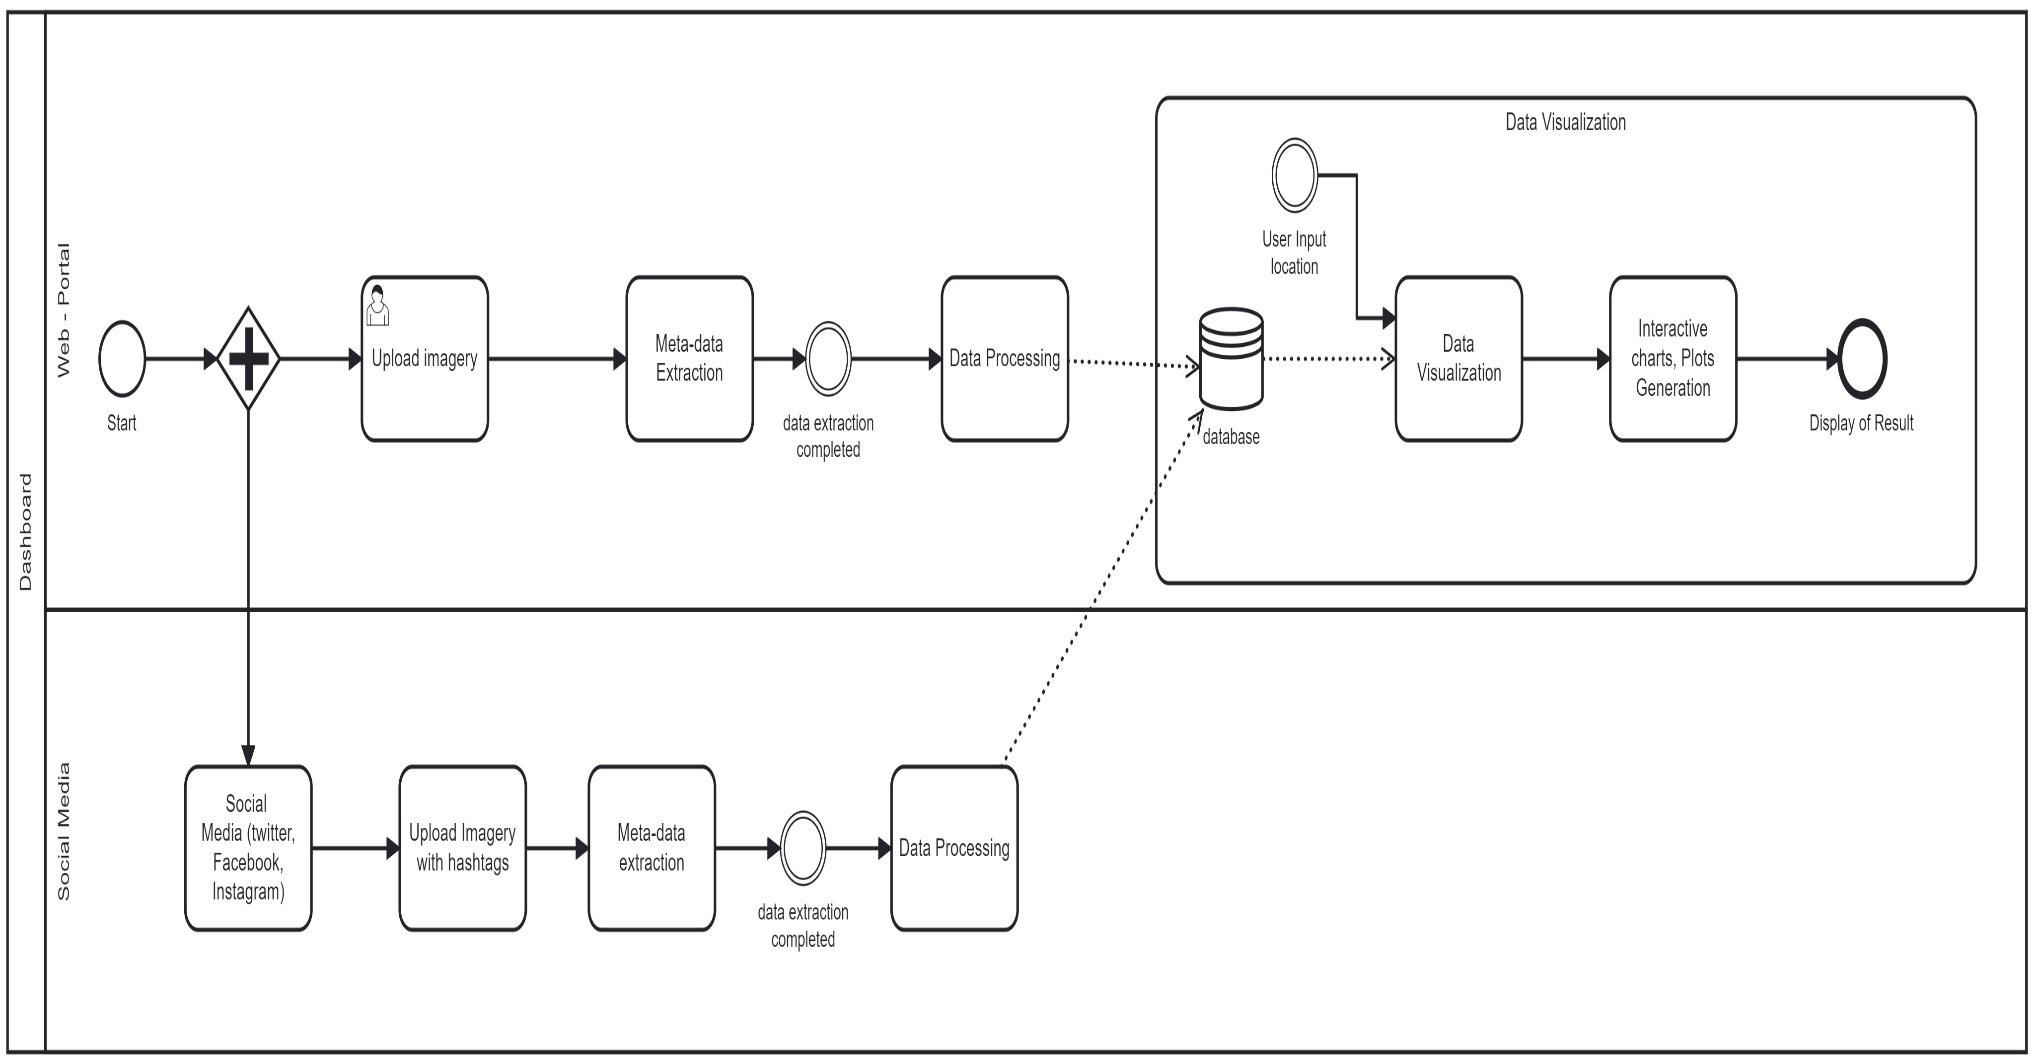 Dashboard
Web - Portal
Start
Upload imagery
Meta-data
Extraction
data extraction
completed
Data Processing
Data Visualization
User Input
location
database
Data
Visualization
Interactive
charts, Plots
Generation
Display of Result
Social Media
Social
Media (twitter,
Facebook,
Instagram)
Upload Imagery
with hashtags
Meta-data
extraction
data extraction
completed
Data Processing